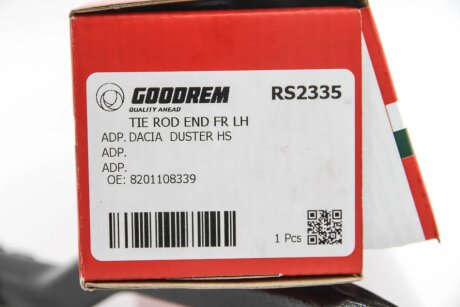 GOODREM RS2335
QUALITY AHEAD
TIE ROD END FR LH
ADP. DACIA DUSTER HS
ADP.
ADP.
OE: 8201108339
1 Pcs